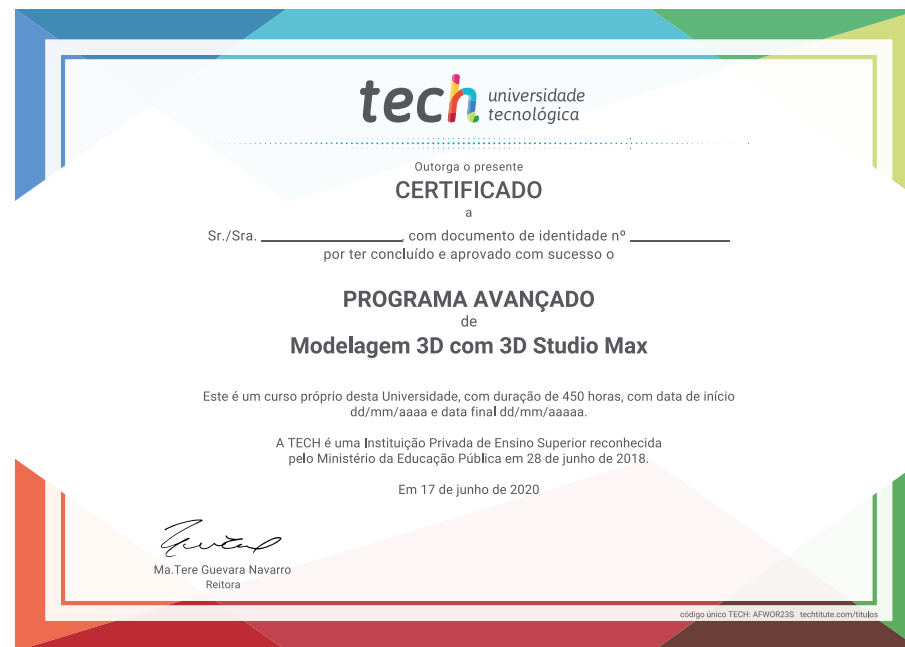 tech universidade
tecnológica
Outorga o presente
CERTIFICADO
a
Sr./Sra. ____________________, com documento de identidade nº ______________
por ter concluído e aprovado com sucesso o
PROGRAMA AVANÇADO
de
Modelagem 3D com 3D Studio Max
Este é um curso próprio desta Universidade, com duração de 450 horas, com data de início
dd/mm/aaaa e data final dd/mm/aaaaa.
A TECH é uma Instituição Privada de Ensino Superior reconhecida
pelo Ministério da Educação Pública em 28 de junho de 2018.
Em 17 de junho de 2020
Ma.Tere Guevara Navarro
Reitora
código único TECH: AFWOR23S techtitute.com/titulos